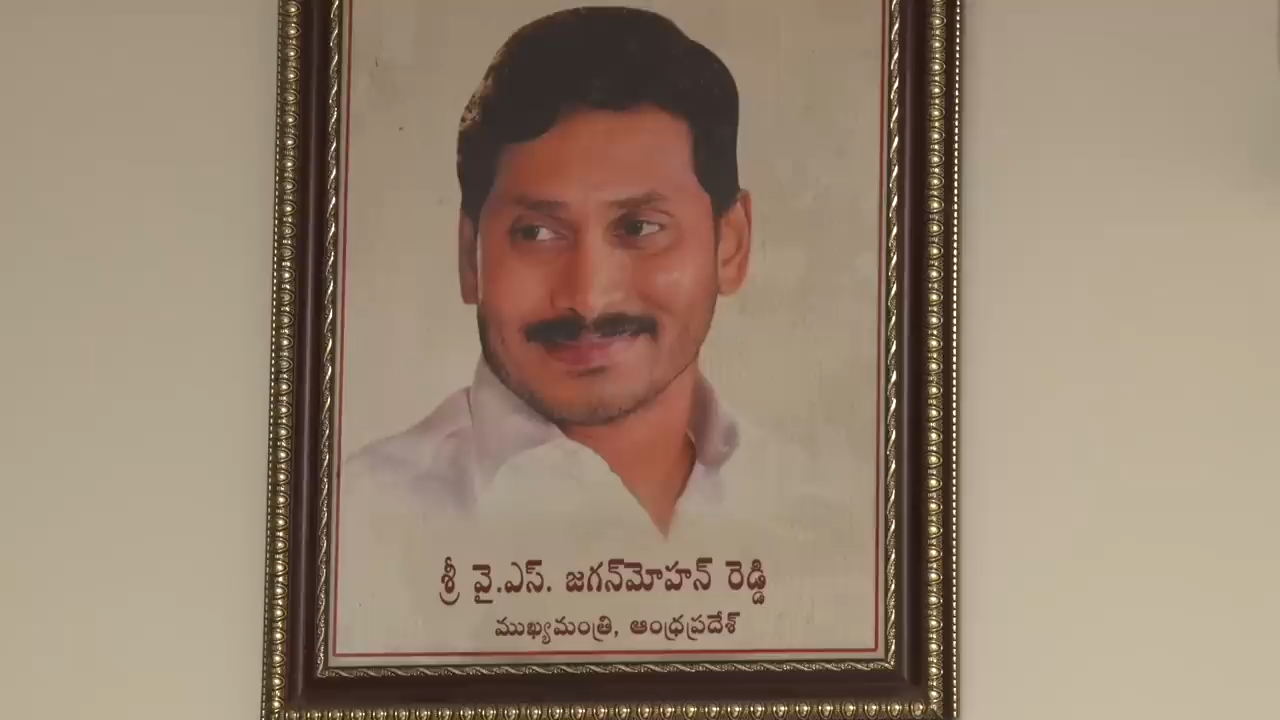 శ్రీ వై.ఎస్. జగన్‌మోహన్ రెడ్డి
ముఖ్యమంత్రి, ఆంధ్రప్రదేశ్